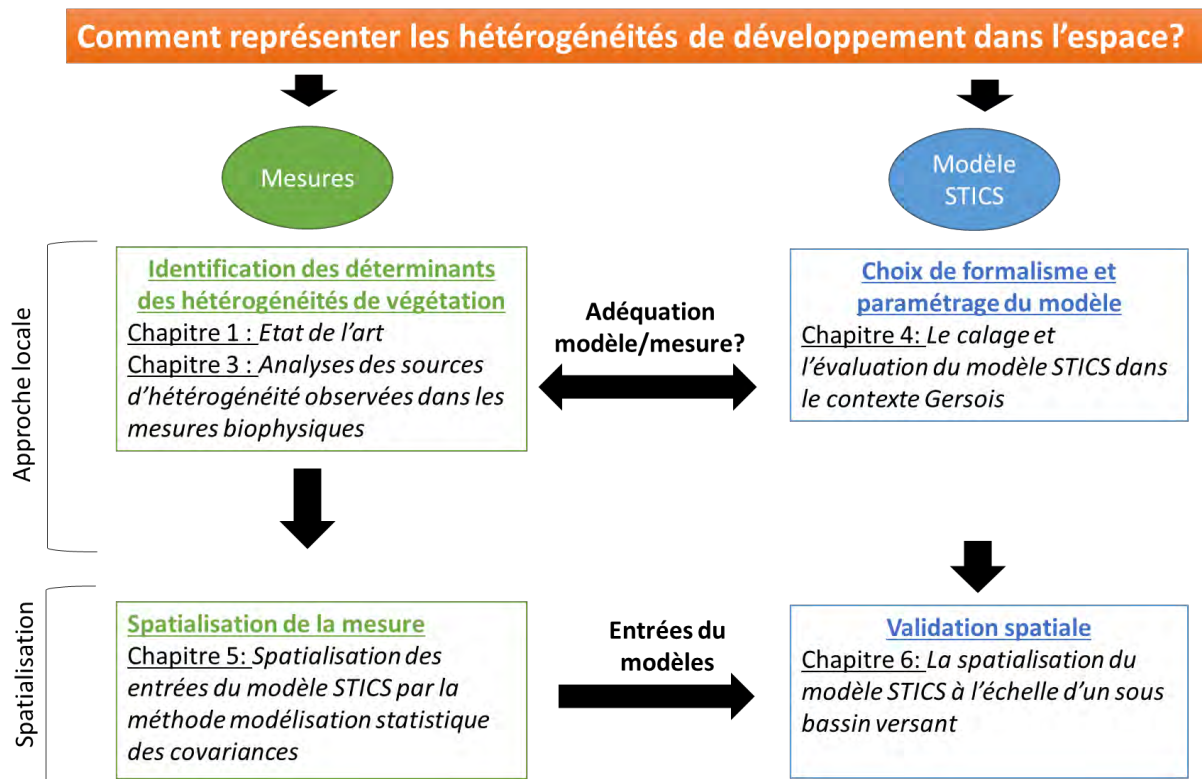 Comment représenter les hétérogénéités de développement dans l'espace?
Mesures
Modèle
STICS
Approche locale
Identification des déterminants
des hétérogénéités de végétation
Chapitre 1 : Etat de l'art
Chapitre 3 : Analyses des sources
d'hétérogénéité observées dans les
mesures biophysiques
Adéquation
modèle/mesure?
Choix de formalisme et
paramétrage du modèle
Chapitre 4: Le calage et
l'évaluation du modèle STICS dans
le contexte Gersois
Spatialisation
Spatialisation de la mesure
Chapitre 5: Spatialisation des
entrées du modèle STICS par la
méthode modélisation statistique
des covariances
Entrées du
modèles
Validation spatiale
Chapitre 6: La spatialisation du
modèle STICS à l'échelle d'un sous
bassin versant